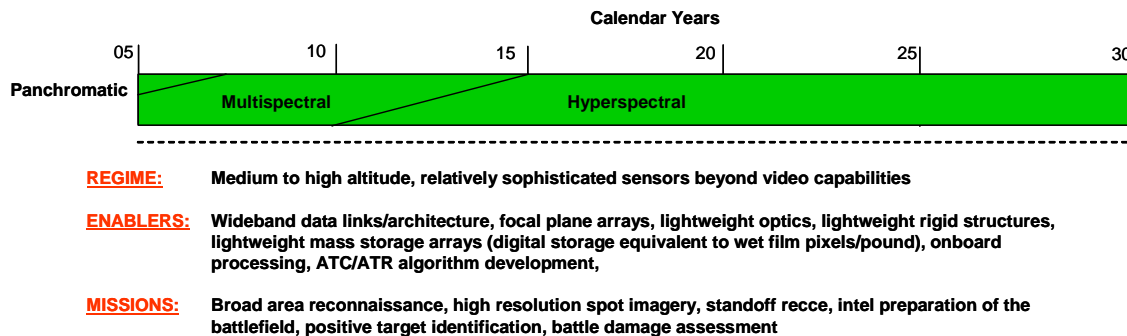 Calendar Years
05 10 15 20 25 30
Panchromatic
Multispectral Hyperspectral
REGIME: Medium to high altitude, relatively sophisticated sensors beyond video capabilities
ENABLERS: Wideband data links/architecture, focal plane arrays, lightweight optics, lightweight rigid structures,
lightweight mass storage arrays (digital storage equivalent to wet film pixels/pound), onboard
processing, ATC/ATR algorithm development,
MISSIONS: Broad area reconnaissance, high resolution spot imagery, standoff recce, intel preparation of the
battlefield, positive target identification, battle damage assessment